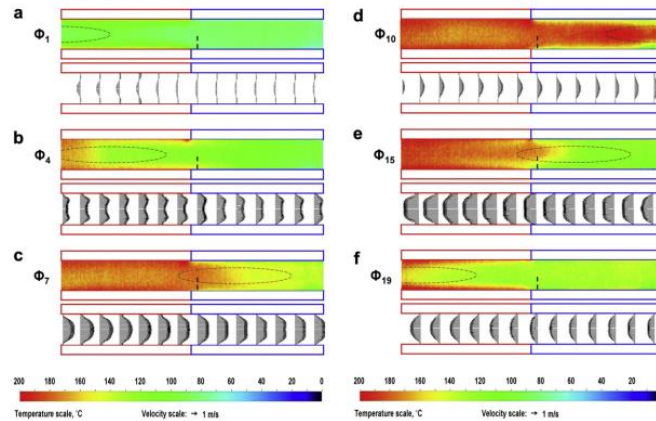 a
Φ1
b
Φ4
c
Φ7
200 180 160 140 120 100 80 60 40 20 0
Temperature scale, °C Velocity scale: → 1 m/s
d
Φ10
e
Φ15
f
Φ19
200 180 160 140 120 100 80 60 40 20
Temperature scale, °C Velocity scale: → 1 m/s